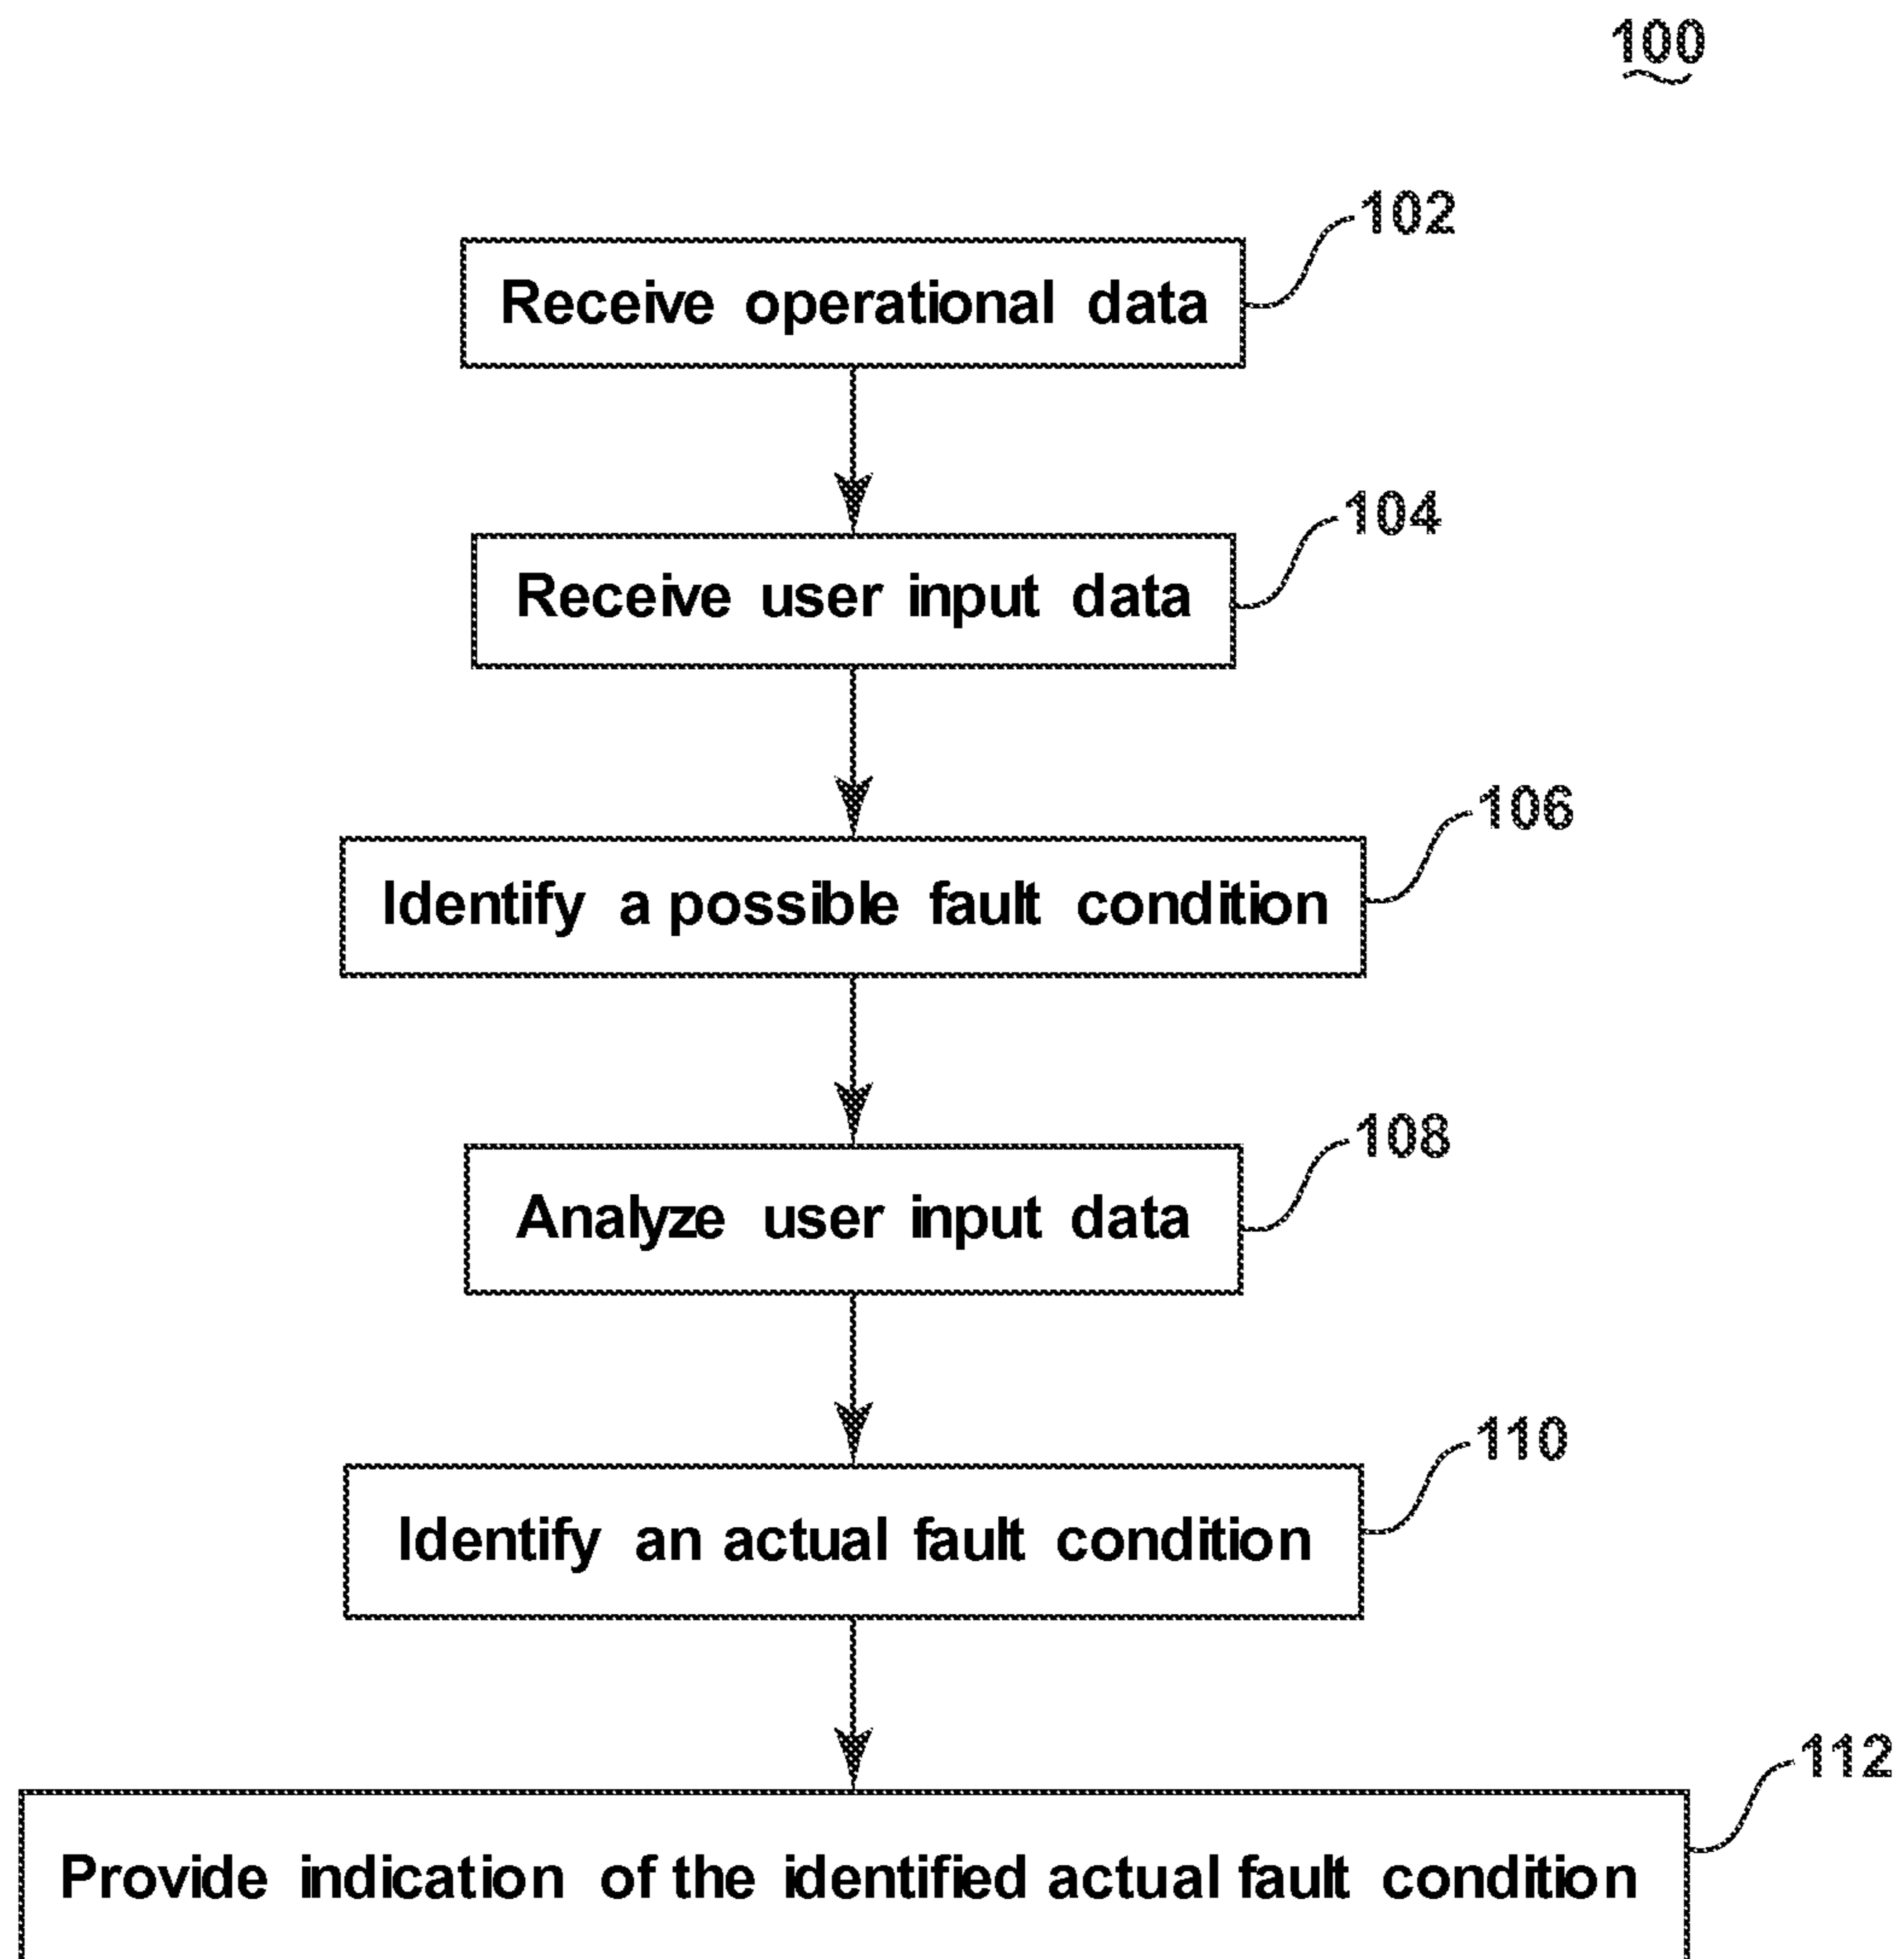 100
102
Receive operational data
104
Receive user input data
106
Identify a possible fault condition
108
Analyze user input data
110
Identify an actual fault condition
112
Provide indication of the identified actual fault condition